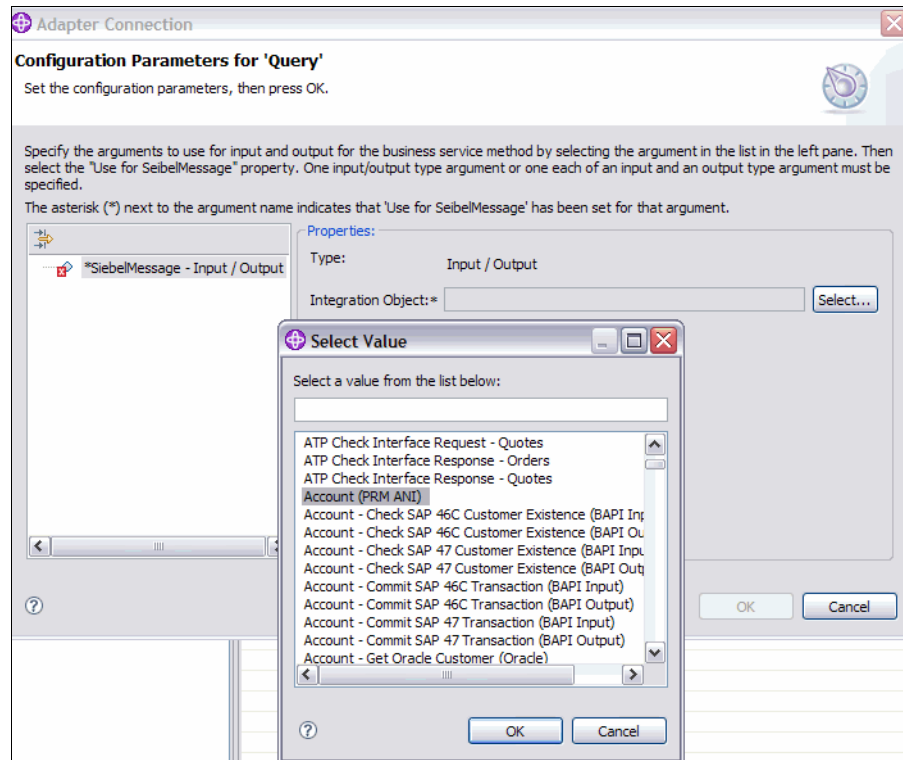 Adapter Connection
Configuration Parameters for 'Query'
Set the configuration parameters, then press OK.
Specify the arguments to use for input and output for the business service method by selecting the argument in the list in the left pane. Then
select the "Use for SeibelMessage" property. One input/output type argument or one each of an input and an output type argument must be
specified.
The asterisk (*) next to the argument name indicates that 'Use for SeibelMessage' has been set for that argument.
*SiebelMessage - Input / Output
Properties:
Type: Input / Output
Integration Object:* Select...
Select Value
Select a value from the list below:
ATP Check Interface Request - Quotes
ATP Check Interface Response - Orders
ATP Check Interface Response - Quotes
Account (PRM ANI)
Account - Check SAP 46C Customer Existence (BAPI Inp
Account - Check SAP 46C Customer Existence (BAPI Ou
Account - Check SAP 47 Customer Existence (BAPI Inpu
Account - Check SAP 47 Customer Existence (BAPI Outp
Account - Commit SAP 46C Transaction (BAPI Input)
Account - Commit SAP 46C Transaction (BAPI Output)
Account - Commit SAP 47 Transaction (BAPI Input)
Account - Commit SAP 47 Transaction (BAPI Output)
Account - Get Oracle Customer (Oracle)
OK Cancel
OK Cancel